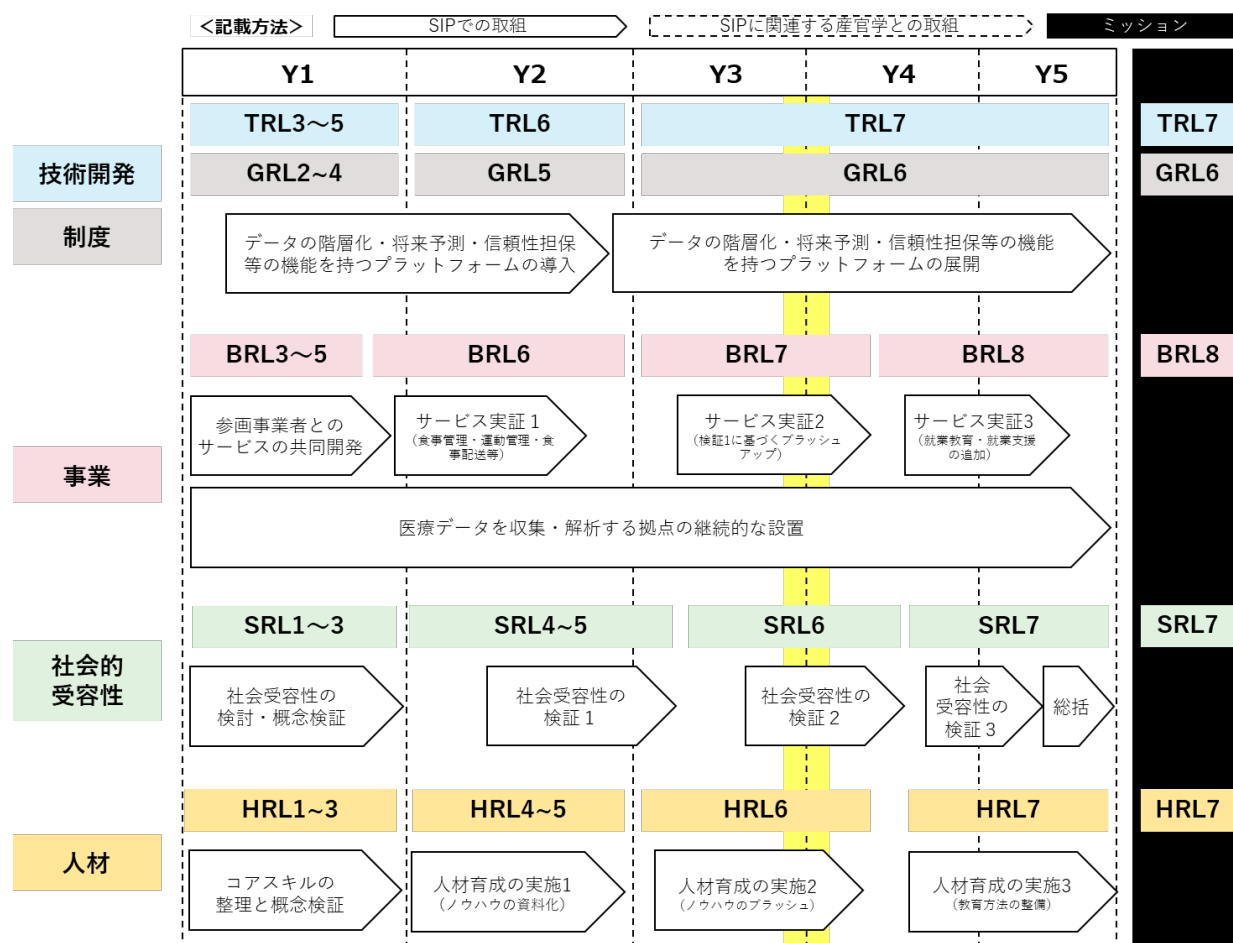 ＜記載方法＞
SIPでの取組
SIPに関連する産官学との取組
ミッション
Y1
Y2
Y3
Y4
Y5
TRL3～5
TRL6
TRL7
TRL7
技術開発
GRL2~4
GRL5
GRL6
GRL6
制度
データの階層化・将来予測・信頼性担保
等の機能を持つプラットフォームの導入
データの階層化・将来予測・信頼性担保等の機能
を持つプラットフォームの展開
BRL3～5
BRL6
BRL7
BRL8
BRL8
事業
参画事業者との
サービスの共同開発
サービス実証１
（食事管理・運動管理・食
事配送等）
サービス実証2
（検証1に基づくブラッシュ
アップ）
サービス実証3
（就業教育・就業支援
の追加）
医療データを収集・解析する拠点の継続的な設置
SRL1～3
SRL4~5
SRL6
SRL7
SRL7
社会的
受容性
社会受容性の
検討・概念検証
社会受容性の
検証１
社会受容性の
検証２
社会
受容性の
検証３
総括
HRL1~3
HRL4~5
HRL6
HRL7
HRL7
人材
コアスキルの
整理と概念検証
人材育成の実施1
（ノウハウの資料化）
人材育成の実施2
（ノウハウのブラッシュ）
人材育成の実施3
（教育方法の整備）